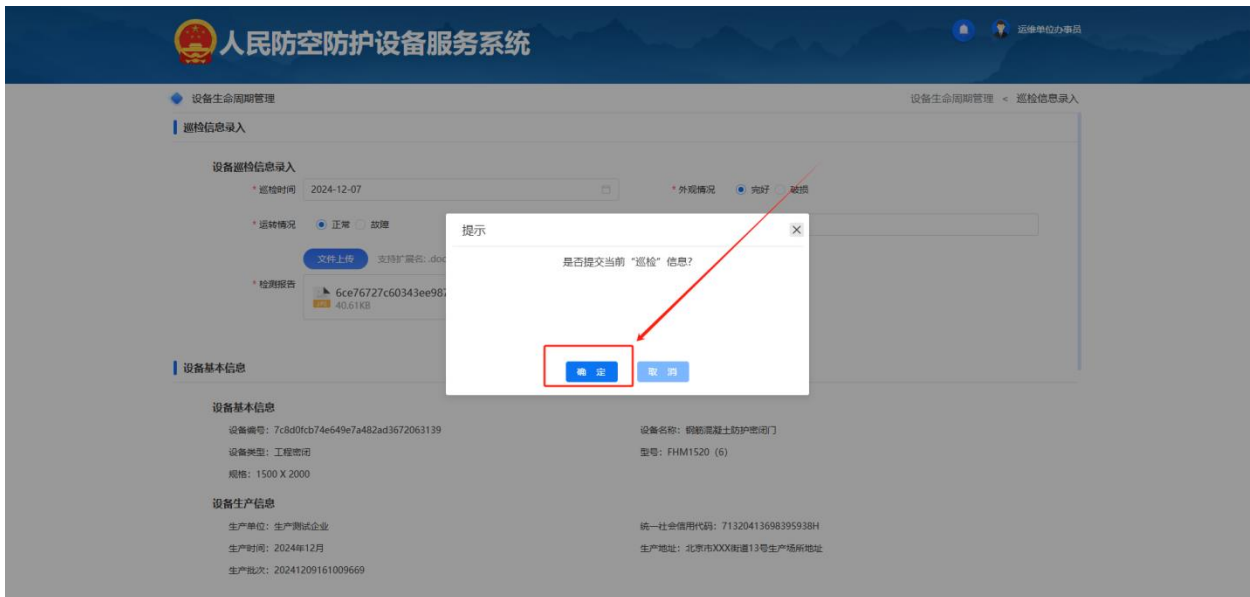 人民防空防护设备服务系统
运维单位办事员
设备生命周期管理
设备生命周期管理 < 巡检信息录入
巡检信息录入
设备巡检信息录入
* 巡检时间 2024-12-07
* 外观情况 完好 破损
* 运转情况 正常 故障
文件上传 支持扩展名: .doc
* 检测报告
6ce76727c60343ee987
40.61KB
提示
是否提交当前“巡检”信息?
确 定
取 消
设备基本信息
设备基本信息
设备编号: 7c8d0fcb74e649e7a482ad3672063139
设备名称: 钢筋混凝土防护密闭门
设备类型: 工程密闭
型号: FHM1520 (6)
规格: 1500 X 2000
设备生产信息
生产单位: 生产测试企业
统一社会信用代码: 71320413698395938H
生产时间: 2024年12月
生产地址: 北京市XXX街道13号生产场所地址
生产批次: 20241209161009669